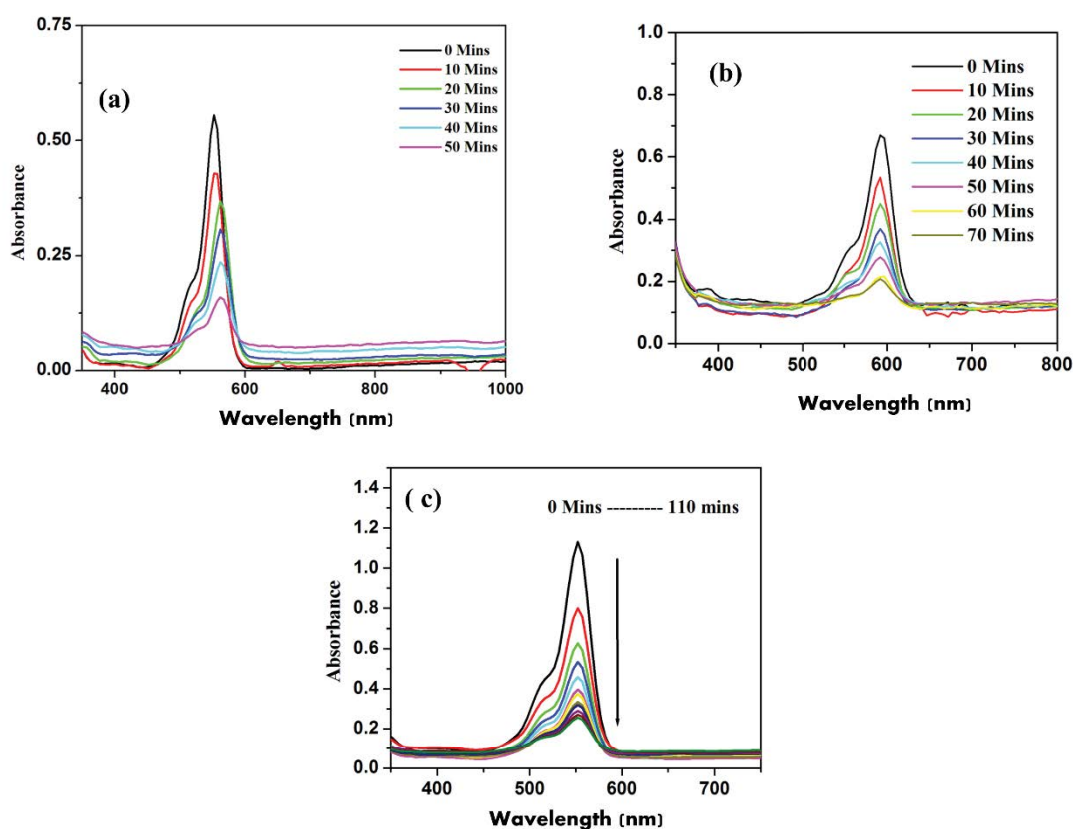 (a)
0 Mins
10 Mins
20 Mins
30 Mins
40 Mins
50 Mins
0.75
0.50
0.25
0.00
Absorbance
400 600 800 1000
Wavelength (nm)
(b)
0 Mins
10 Mins
20 Mins
30 Mins
40 Mins
50 Mins
60 Mins
70 Mins
1.0
0.8
0.6
0.4
0.2
0.0
Absorbance
400 500 600 700 800
Wavelength (nm)
( c)
0 Mins ---------- 110 mins
1.4
1.2
1.0
0.8
0.6
0.4
0.2
0.0
Absorbance
400 500 600 700
Wavelength (nm)